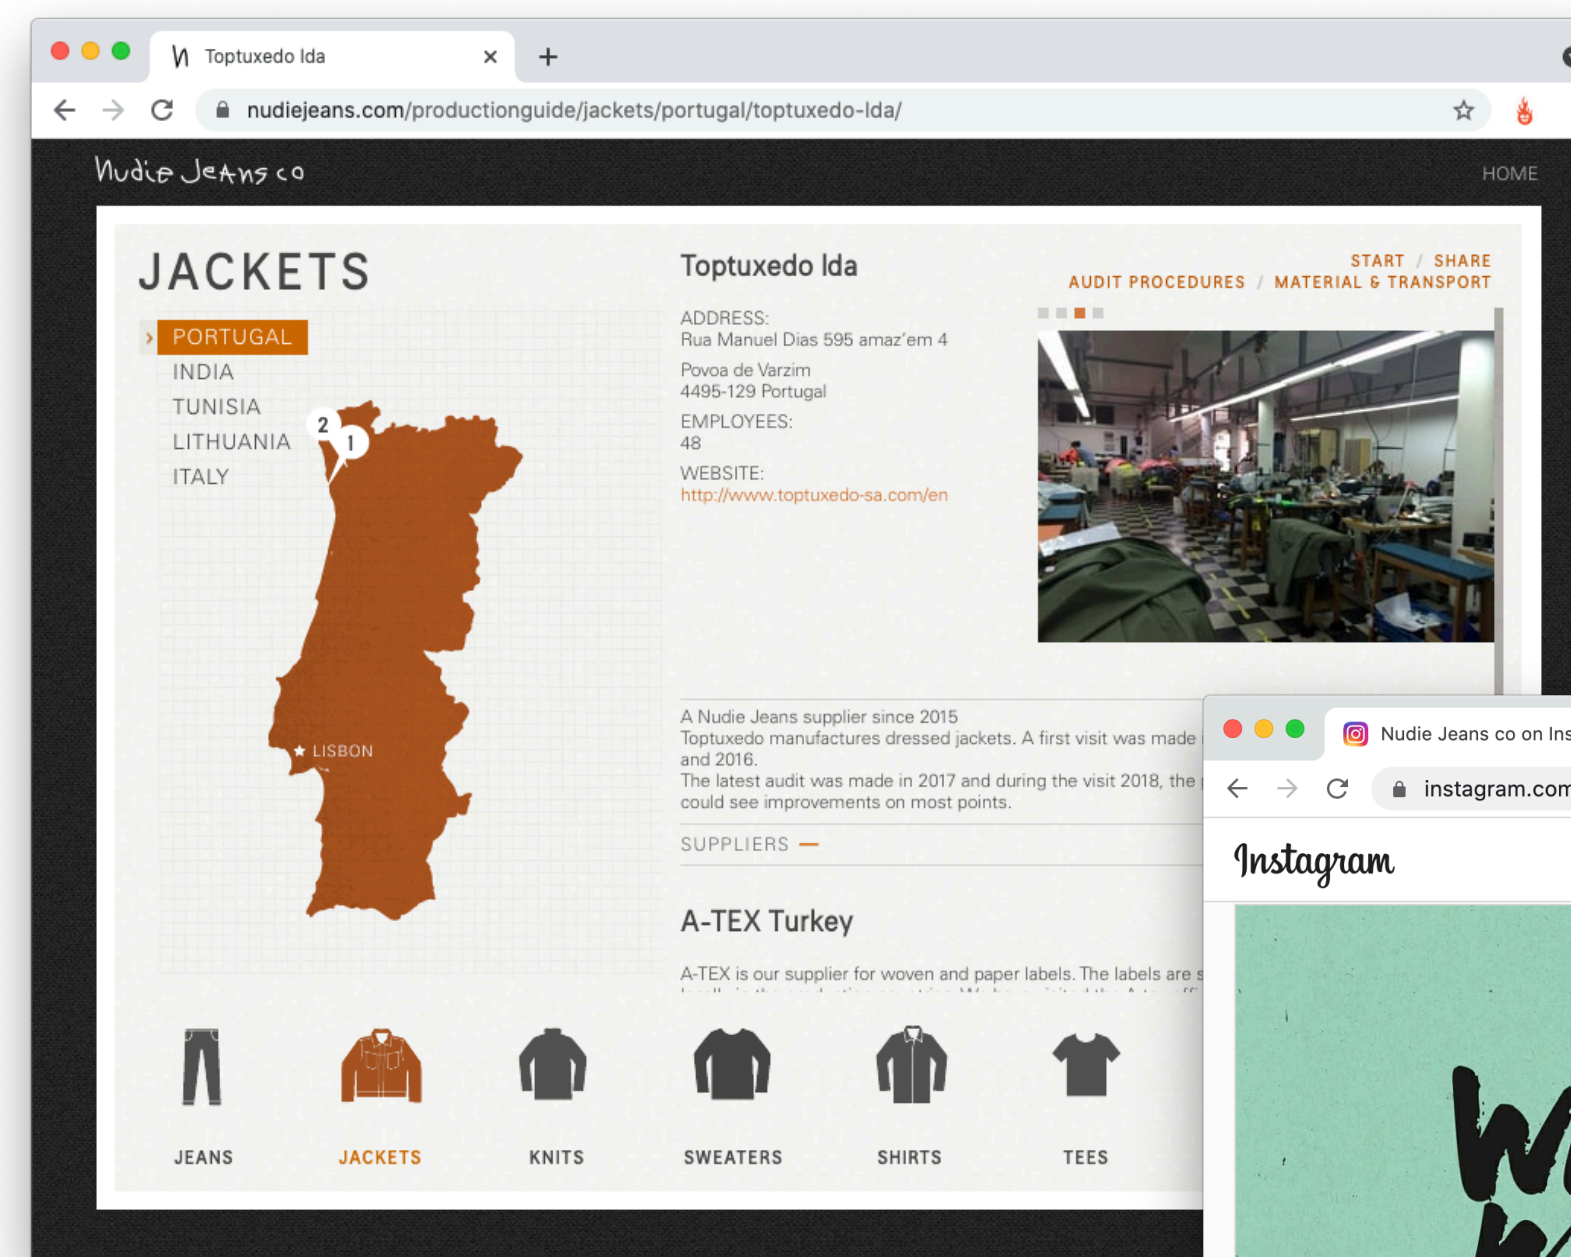 Toptuxedo lda
nudiejeans.com/productionguide/jackets/portugal/toptuxedo-lda/
Nudie Jeans co
HOME
JACKETS
PORTUGAL
INDIA
TUNISIA
LITHUANIA
ITALY
2
1
LISBON
Toptuxedo lda
ADDRESS:
Rua Manuel Dias 595 amaz'em 4
Povoa de Varzim
4495-129 Portugal
EMPLOYEES:
48
WEBSITE:
http://www.toptuxedo-sa.com/en
START / SHARE
AUDIT PROCEDURES / MATERIAL & TRANSPORT
A Nudie Jeans supplier since 2015
Toptuxedo manufactures dressed jackets. A first visit was made
and 2016.
The latest audit was made in 2017 and during the visit 2018, the
could see improvements on most points.
SUPPLIERS
A-TEX Turkey
A-TEX is our supplier for woven and paper labels. The labels are
JEANS
JACKETS
KNITS
SWEATERS
SHIRTS
TEES
Nudie Jeans co on Ins
instagram.com
Instagram